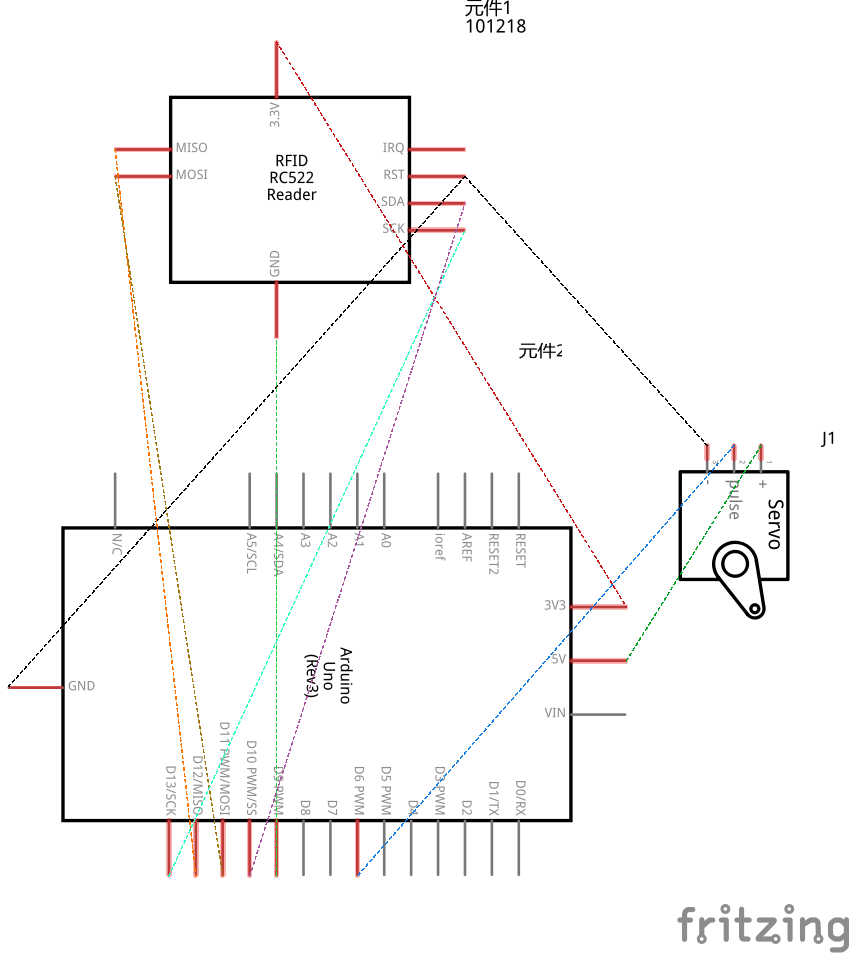 元件1
101218
3.3V
MISO
MOSI
RFID
RC522
Reader
IRQ
RST
SDA
SCK
GND
元件2
J1
3
2
1
-
pulse
+
Servo
N/C
A5/SCL
A4/SDA
A3
A2
A1
A0
ioref
AREF
RESET2
RESET
3V3
5V
VIN
GND
Arduino
Uno
(Rev3)
D13/SCK
D12/MISO
D11 PWM/MOSI
D10 PWM/SS
D9 PWM
D8
D7
D6 PWM
D5 PWM
D4
D3 PWM
D2
D1/TX
D0/RX
fritzing